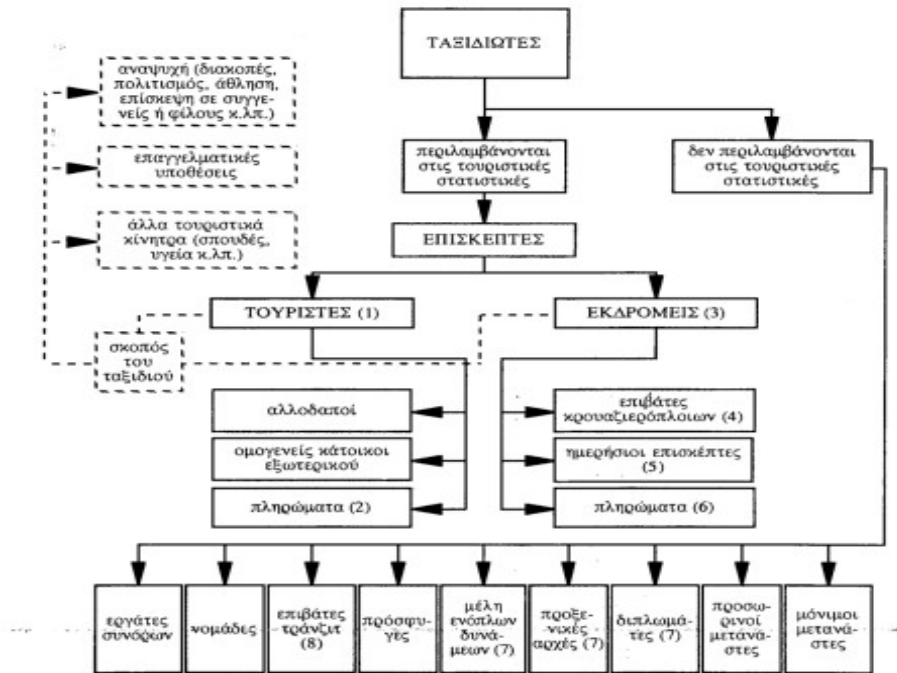 ΤΑΞΙΔΙΩΤΕΣ
αναψυχή (διακοπές,
πολιτισμός, άθληση,
επίσκεψη σε συγγε-
νείς ή φίλους κ.λπ.)
επαγγελματικές
υποθέσεις
άλλα τουριστικά
κίνητρα (σπουδές,
υγεία κ.λπ.)
περιλαμβάνονται
στις τουριστικές
στατιστικές
δεν περιλαμβάνονται
στις τουριστικές
στατιστικές
ΕΠΙΣΚΕΠΤΕΣ
ΤΟΥΡΙΣΤΕΣ (1)
ΕΚΔΡΟΜΕΙΣ (3)
σκοπός
του
ταξιδιού
αλλοδαποί
ομογενείς κάτοικοι
εξωτερικού
πληρώματα (2)
επιβάτες
κρουαζιερόπλοιων (4)
ημερήσιοι επισκέπτες
(5)
πληρώματα (6)
εργάτες
συνόρων
νομάδες
επιβάτες
τράνζιτ
(8)
πρόσφυ-
γες
μέλη
ενόπλων
δυνά-
μεων (7)
προξε-
νικές
αρχές (7)
διπλωμά-
τες (7)
προσω-
ρινοί
μετανά-
στες
μόνιμοι
μετανά-
στες